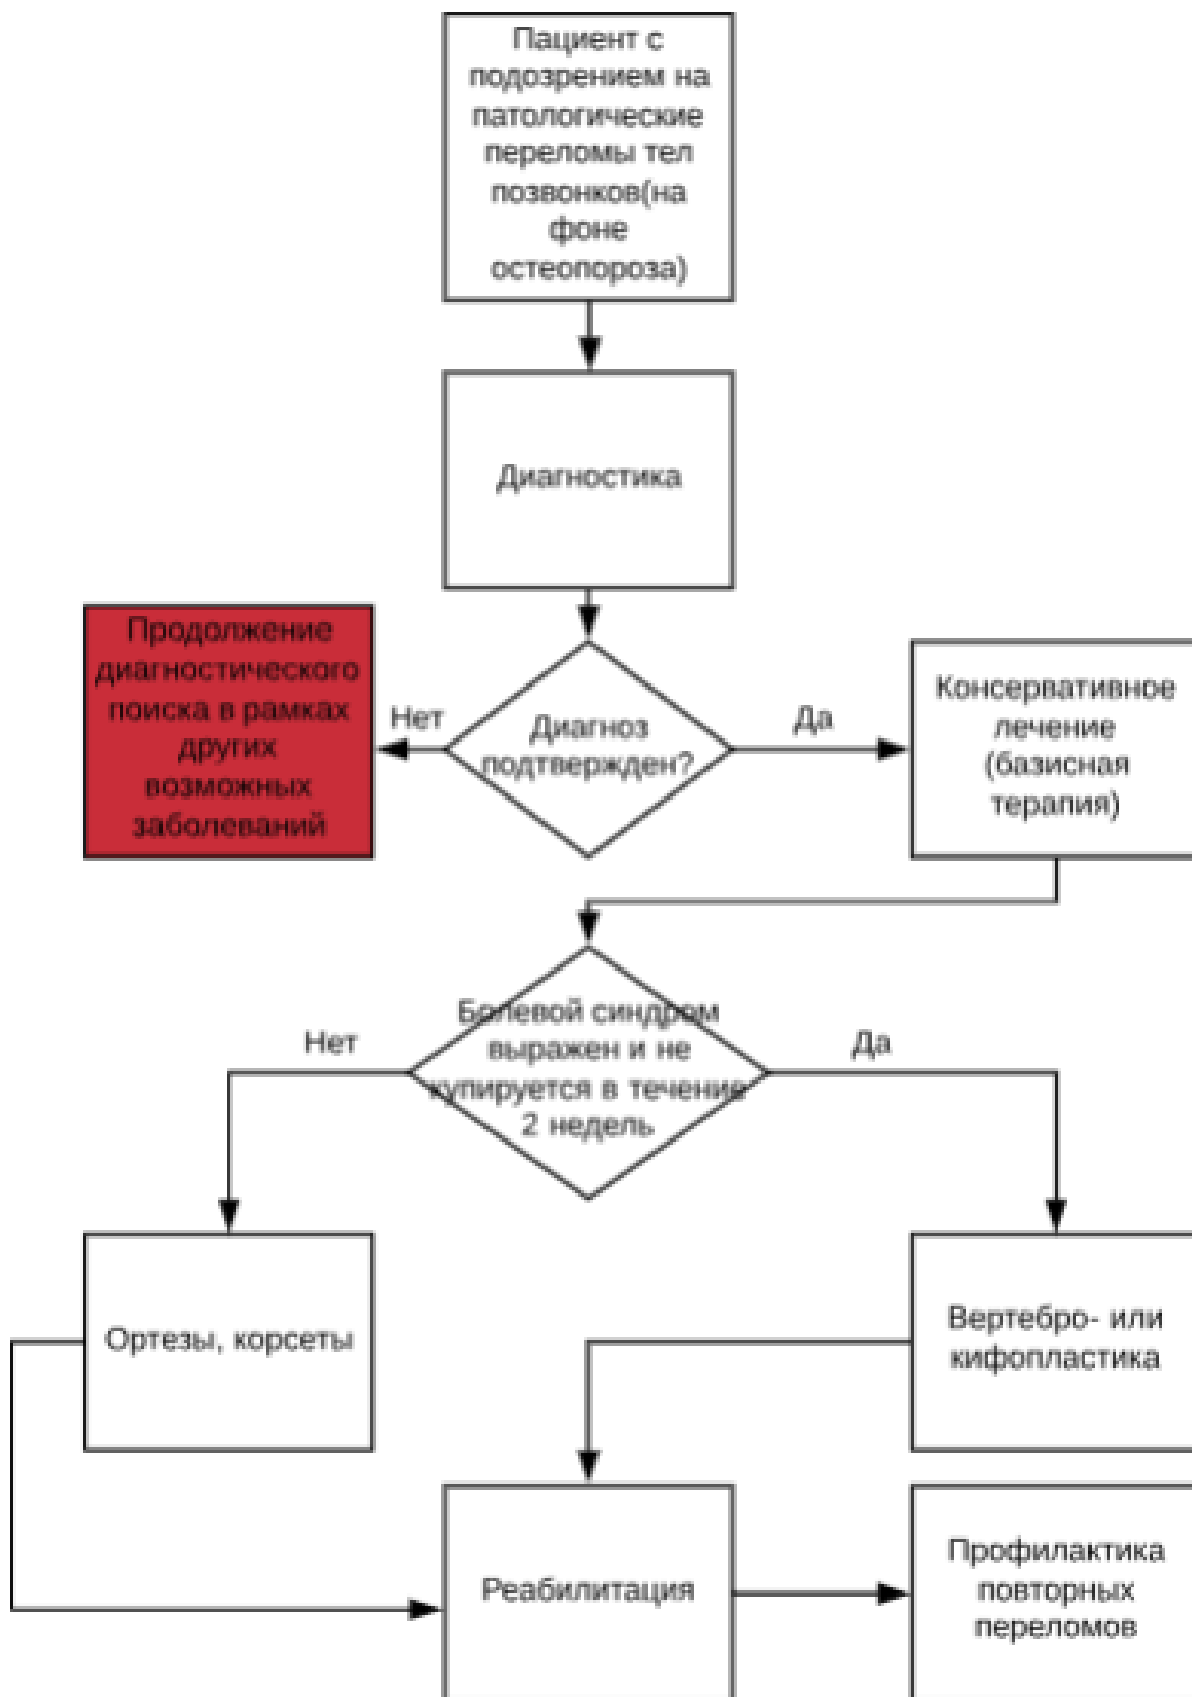 Пациент с
подозрением на
патологические
переломы тел
позвонков(на
фоне
остеопороза)
Диагностика
Продолжение
диагностического
поиска в рамках
других
возможных
заболеваний
Нет
Диагноз
подтвержден?
Да
Консервативное
лечение
(базисная
терапия)
Нет
Болевой синдром
выражен и не
купируется в течение
2 недель
Да
Ортезы, корсеты
Вертебро- или
кифопластика
Реабилитация
Профилактика
повторных
переломов